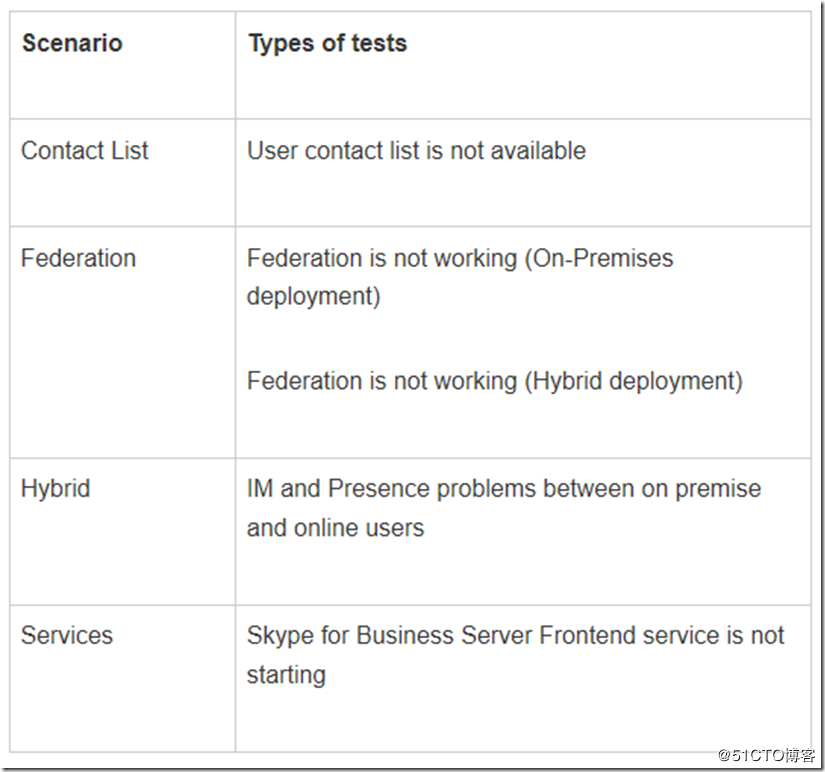 Scenario
Types of tests
Contact List
User contact list is not available
Federation
Federation is not working (On-Premises
deployment)
Federation is not working (Hybrid deployment)
Hybrid
IM and Presence problems between on premise
and online users
Services
Skype for Business Server Frontend service is not
starting
@51CTO博客